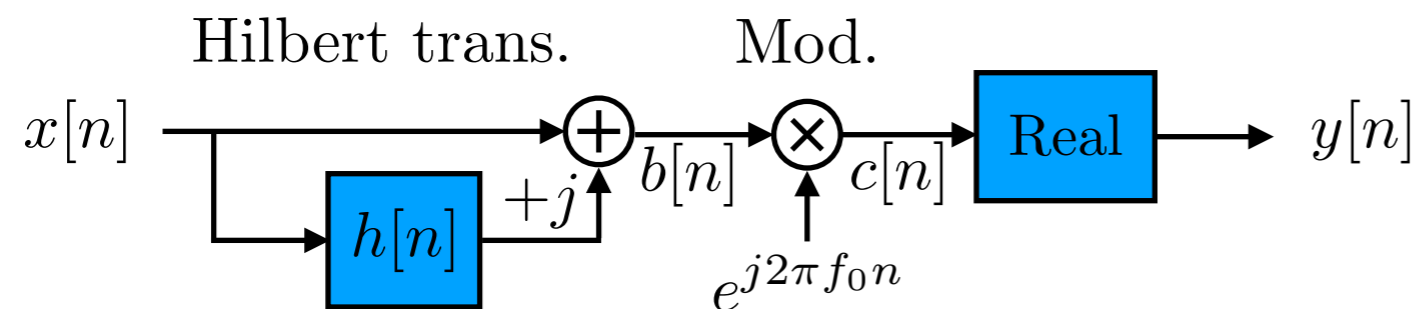 Hilbert trans.
Mod.
x[n]
+
×
Real
y[n]
b[n]
c[n]
+j
h[n]
e^{j2πf_0n}